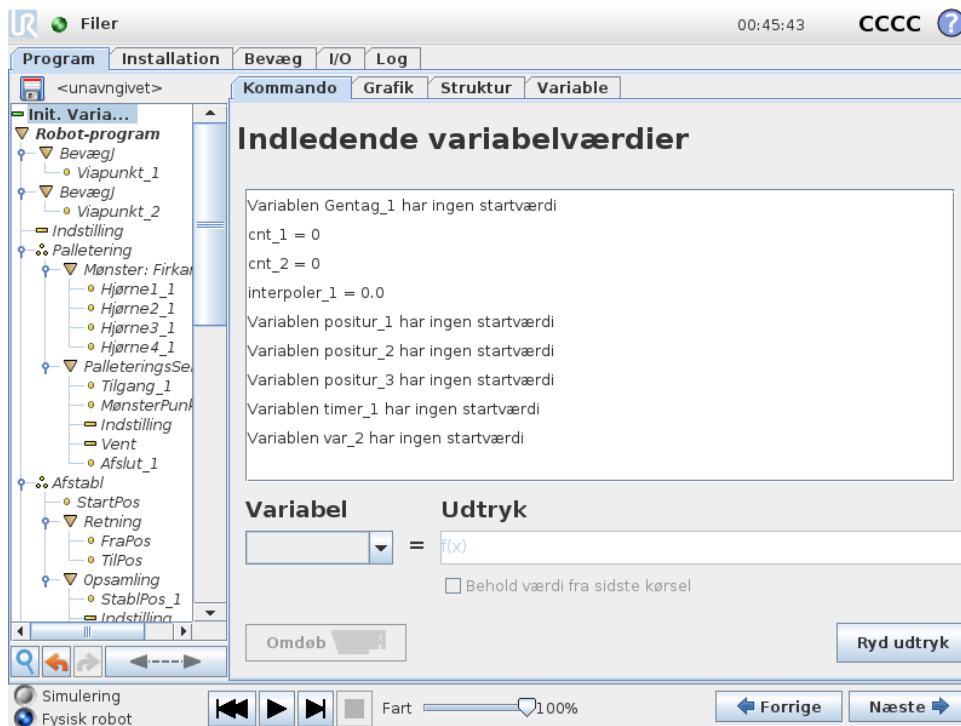 UR Filer 00:45:43 CCCC ?
Program Installation Bevæg I/O Log
<unavngivet>
Kommando Grafik Struktur Variable
Init. Varia...
Robot-program
BevægJ
Viapunkt_1
BevægJ
Viapunkt_2
Indstilling
Palletering
Mønster: Firkan
Hjørne1_1
Hjørne2_1
Hjørne3_1
Hjørne4_1
PalleteringsSe
Tilgang_1
MønsterPunk
Indstilling
Vent
Afslut_1
Afstabl
StartPos
Retning
FraPos
TilPos
Opsamling
StablPos_1
Indstilling
Indledende variabelværdier
Variablen Gentag_1 har ingen startværdi
cnt_1 = 0
cnt_2 = 0
interpoler_1 = 0.0
Variablen positur_1 har ingen startværdi
Variablen positur_2 har ingen startværdi
Variablen positur_3 har ingen startværdi
Variablen timer_1 har ingen startværdi
Variablen var_2 har ingen startværdi
Variabel Udtryk
= f(x)
Behold værdi fra sidste kørsel
Omdøb
Ryd udtryk
Simulering
Fysisk robot
Fart 100%
Forrige Næste